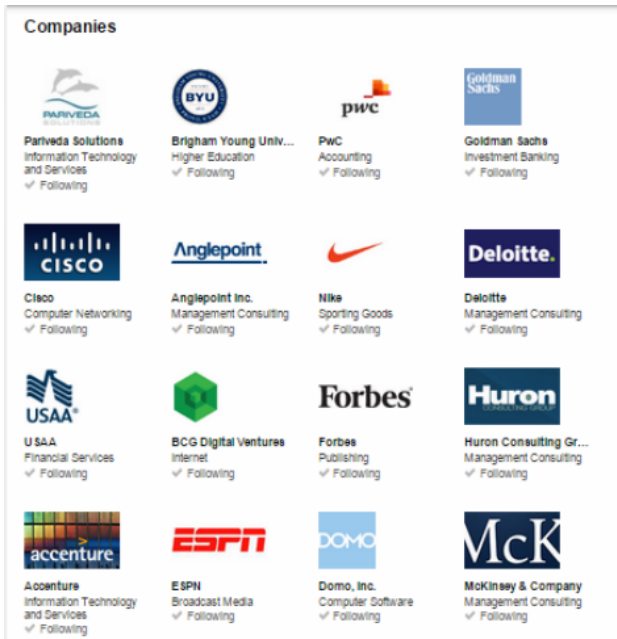 Companies
PARIVEDA
SOLUTIONS
Pariveda Solutions
Information Technology
and Services
Following
BYU
Brigham Young Univ...
Higher Education
Following
pwc
PwC
Accounting
Following
Goldman
Sachs
Goldman Sachs
Investment Banking
Following
CISCO
Cisco
Computer Networking
Following
Anglepoint
Anglepoint Inc.
Management Consulting
Following
Nike
Sporting Goods
Following
Deloitte.
Deloitte
Management Consulting
Following
USAA®
USAA
Financial Services
Following
BCG Digital Ventures
Internet
Following
Forbes
Forbes
Publishing
Following
Huron
CONSULTING GROUP
Huron Consulting Gr...
Management Consulting
Following
accenture
Accenture
Information Technology
and Services
Following
ESPN
ESPN
Broadcast Media
Following
DOMO
Domo, Inc.
Computer Software
Following
McK
McKinsey & Company
Management Consulting
Following